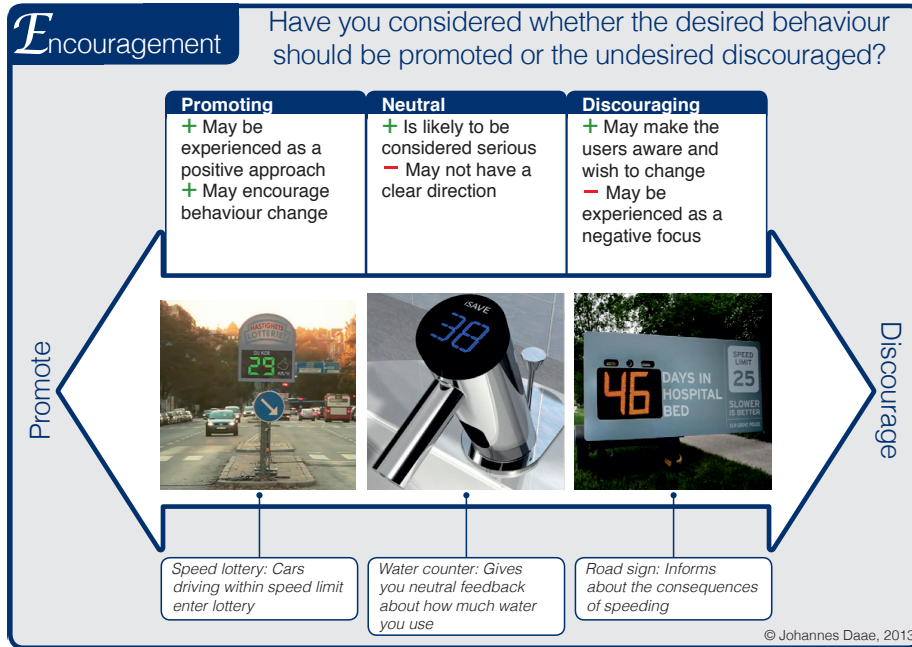 Encouragement
Have you considered whether the desired behaviour
should be promoted or the undesired discouraged?
Promoting
+ May be
experienced as a
positive approach
+ May encourage
behaviour change
Neutral
+ Is likely to be
considered serious
− May not have a
clear direction
Discouraging
+ May make the
users aware and
wish to change
− May be
experienced as a
negative focus
Promote
HASTIGHETS
LOTTERIET
DU KÖR
29
KM/H
iSAVE
38
46
DAYS IN
HOSPITAL
BED
SPEED
LIMIT
25
SLOWER
IS BETTER
Discourage
Speed lottery: Cars
driving within speed limit
enter lottery
Water counter: Gives
you neutral feedback
about how much water
you use
Road sign: Informs
about the consequences
of speeding
© Johannes Daae, 2013